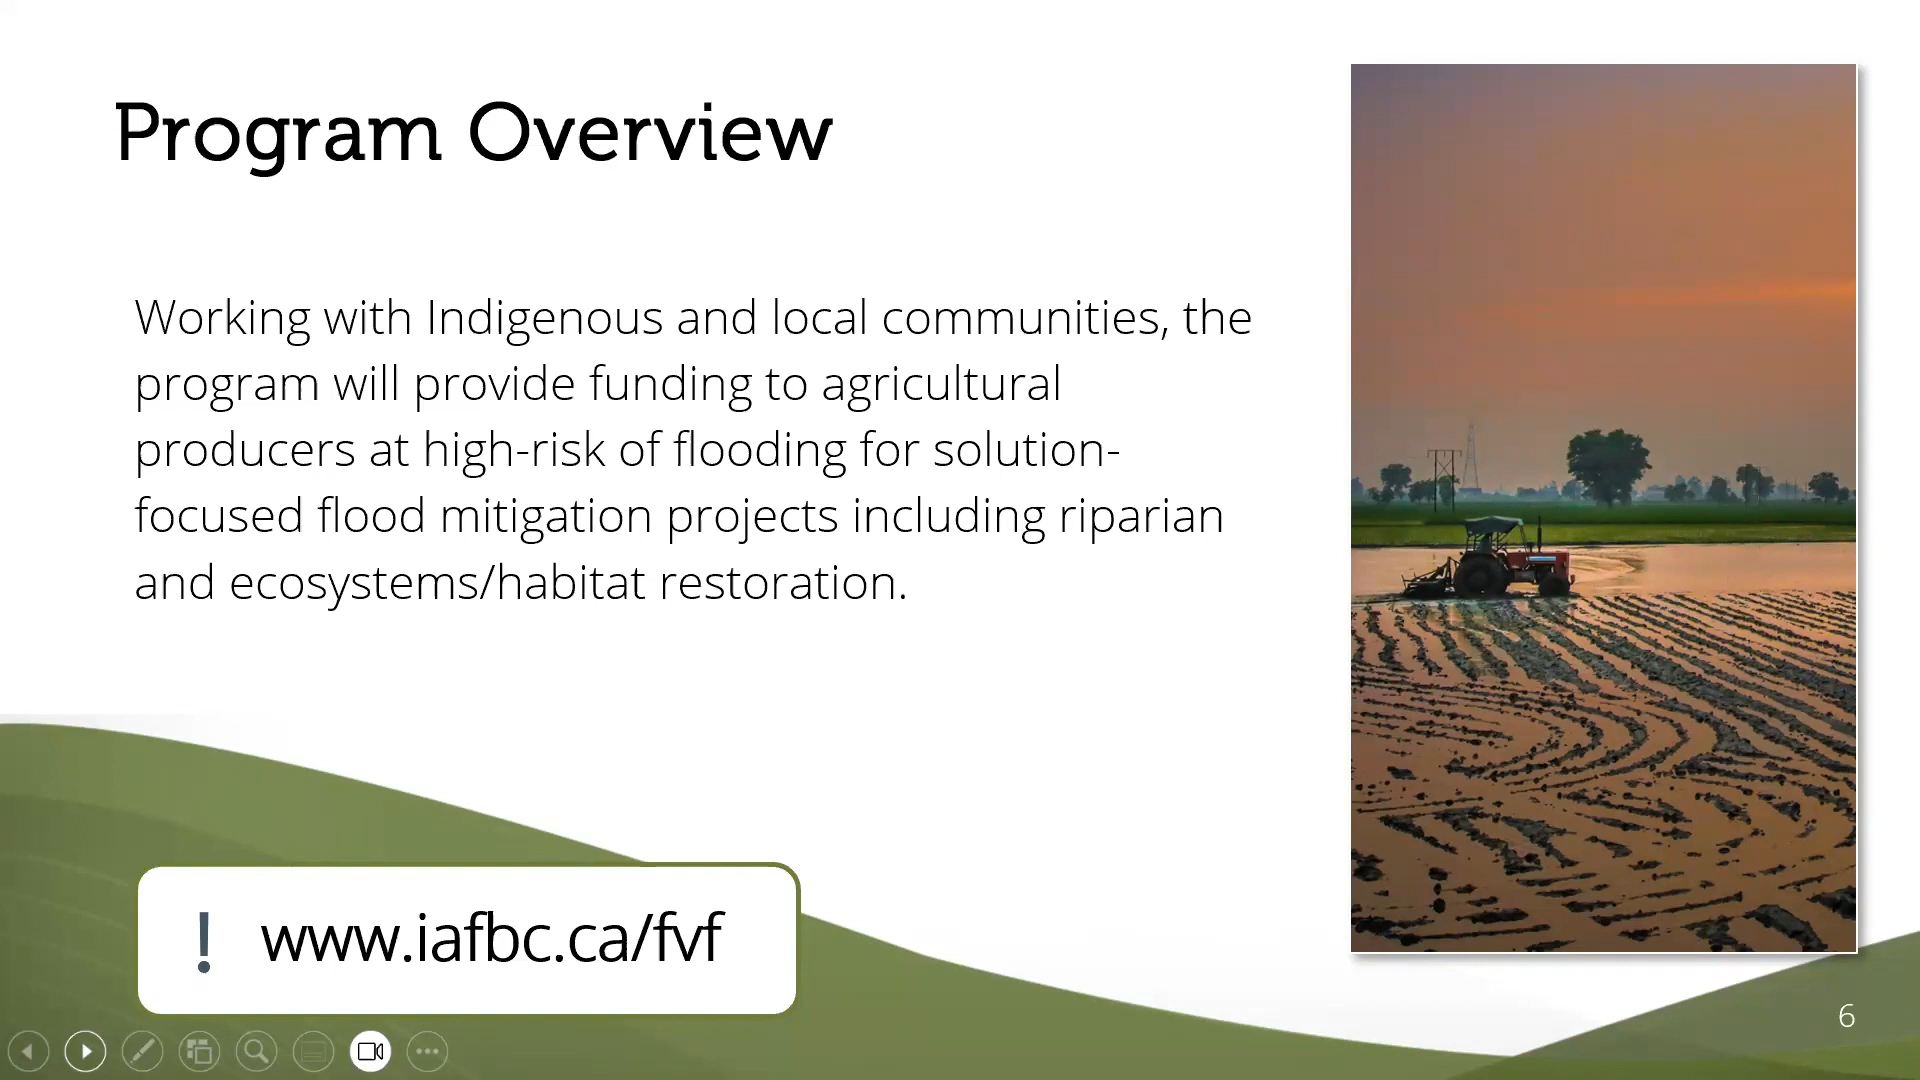 Program Overview
Working with Indigenous and local communities, the
program will provide funding to agricultural
producers at high-risk of flooding for solution-
focused flood mitigation projects including riparian
and ecosystems/habitat restoration.
! www.iafbc.ca/fvf
6